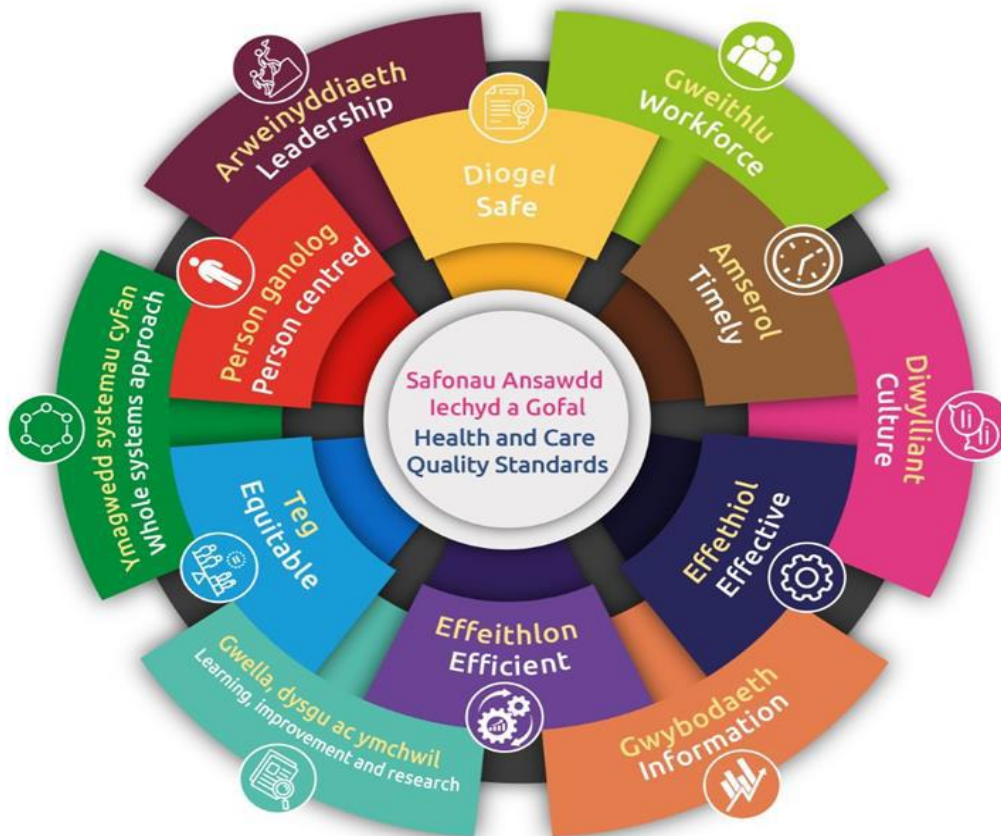 Safonau Ansawdd
Iechyd a Gofal
Health and Care
Quality Standards
Diogel
Safe
Amserol
Timely
Effethiol
Effective
Effeithlon
Efficient
Teg
Equitable
Person ganolog
Person centred
Arweinyddiaeth
Leadership
Gweithlu
Workforce
Diwylliant
Culture
Gwybodaeth
Information
Gwella, dysgu ac ymchwil
Learning, improvement and research
Ymagwedd systemau cyfan
Whole systems approach